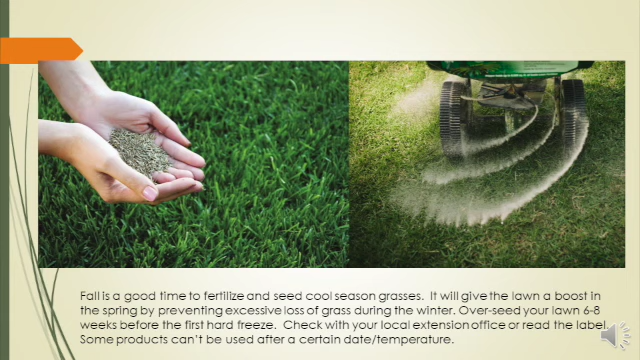 Fall is a good time to fertilize and seed cool season grasses.  It will give the lawn a boost in
the spring by preventing excessive loss of grass during the winter. Over-seed your lawn 6-8
weeks before the first hard freeze.  Check with your local extension office or read the label.
Some products can't be used after a certain date/temperature.